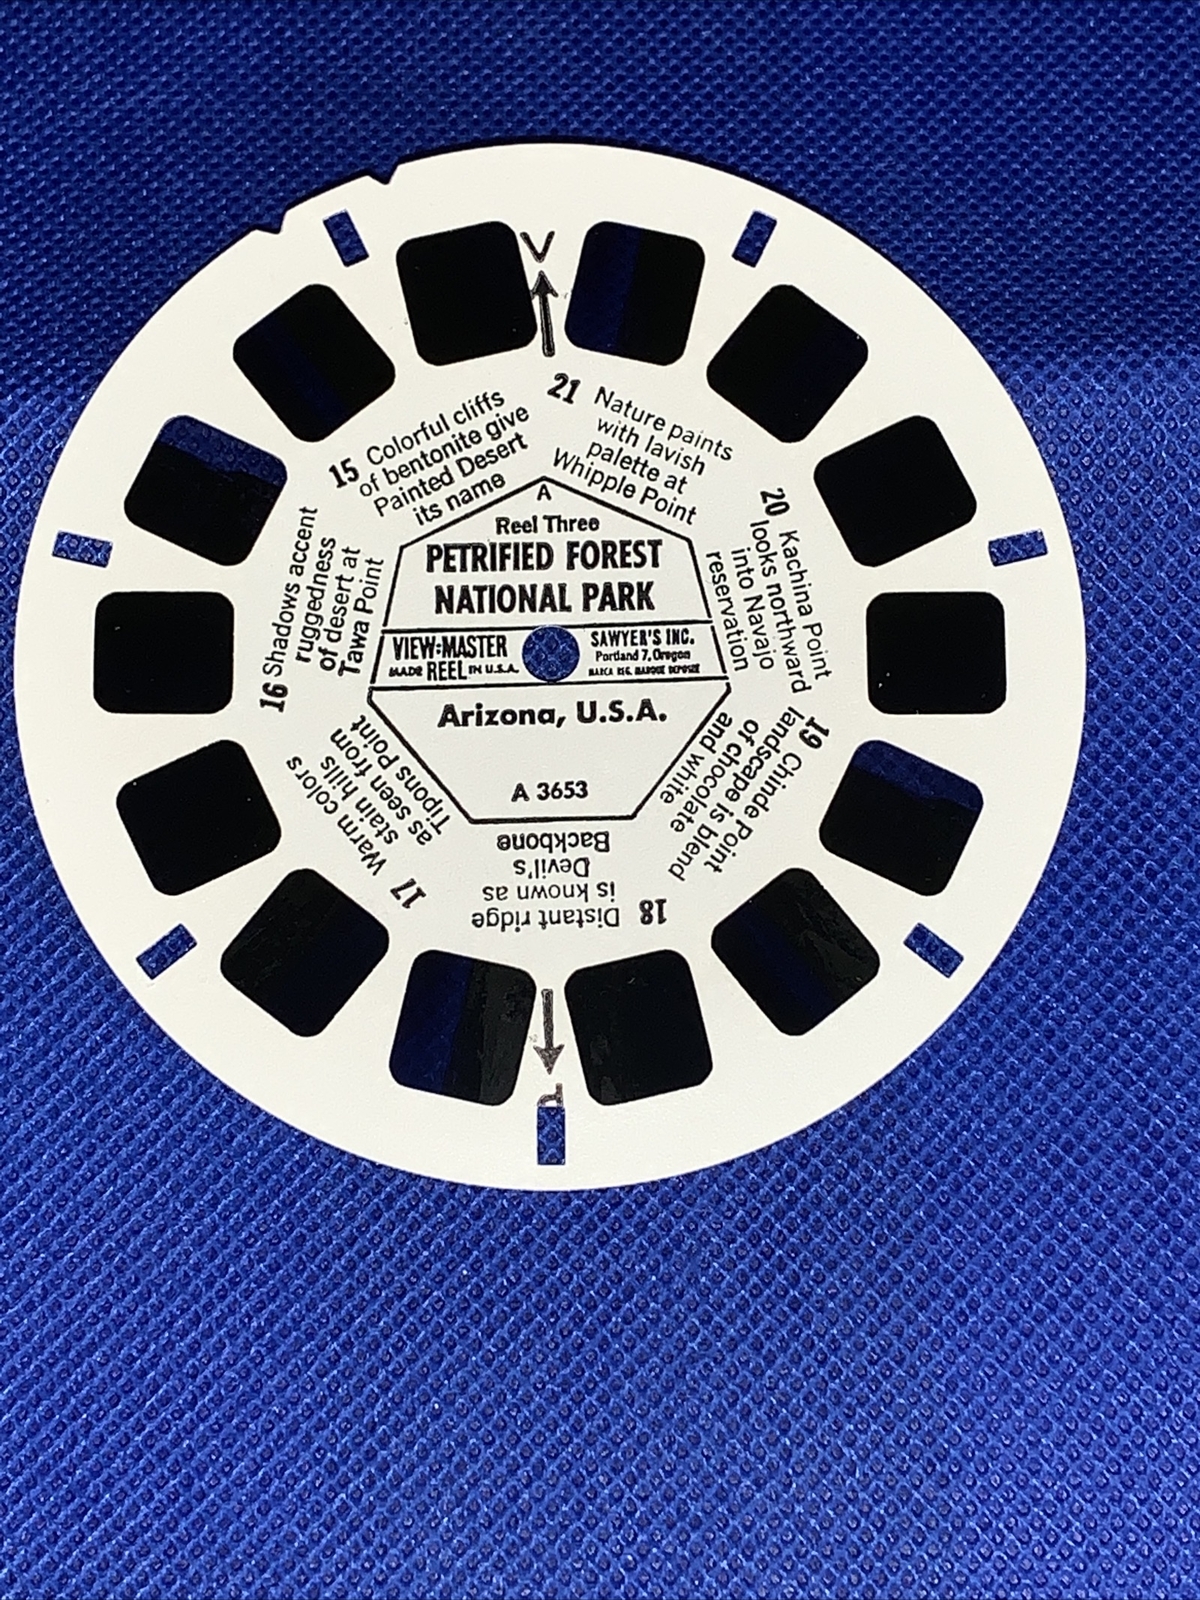 V
A
Reel Three
PETRIFIED FOREST
NATIONAL PARK
VIEW-MASTER
MADE REEL IN U.S.A.
SAWYER'S INC.
Portland 7, Oregon
MARCA REG. MARQUE DEPOSÉE
Arizona, U.S.A.
A 3653
15 Colorful cliffs
of bentonite give
Painted Desert
its name
16 Shadows accent
ruggedness
of desert at
Tawa Point
17 Warm colors
stain hills
as seen from
Tipons Point
18 Distant ridge
is known as
Devil's
Backbone
19 Chinde Point
landscape is blend
of chocolate
and white
20 Kachina Point
looks northward
into Navajo
reservation
21 Nature paints
with lavish
palette at
Whipple Point